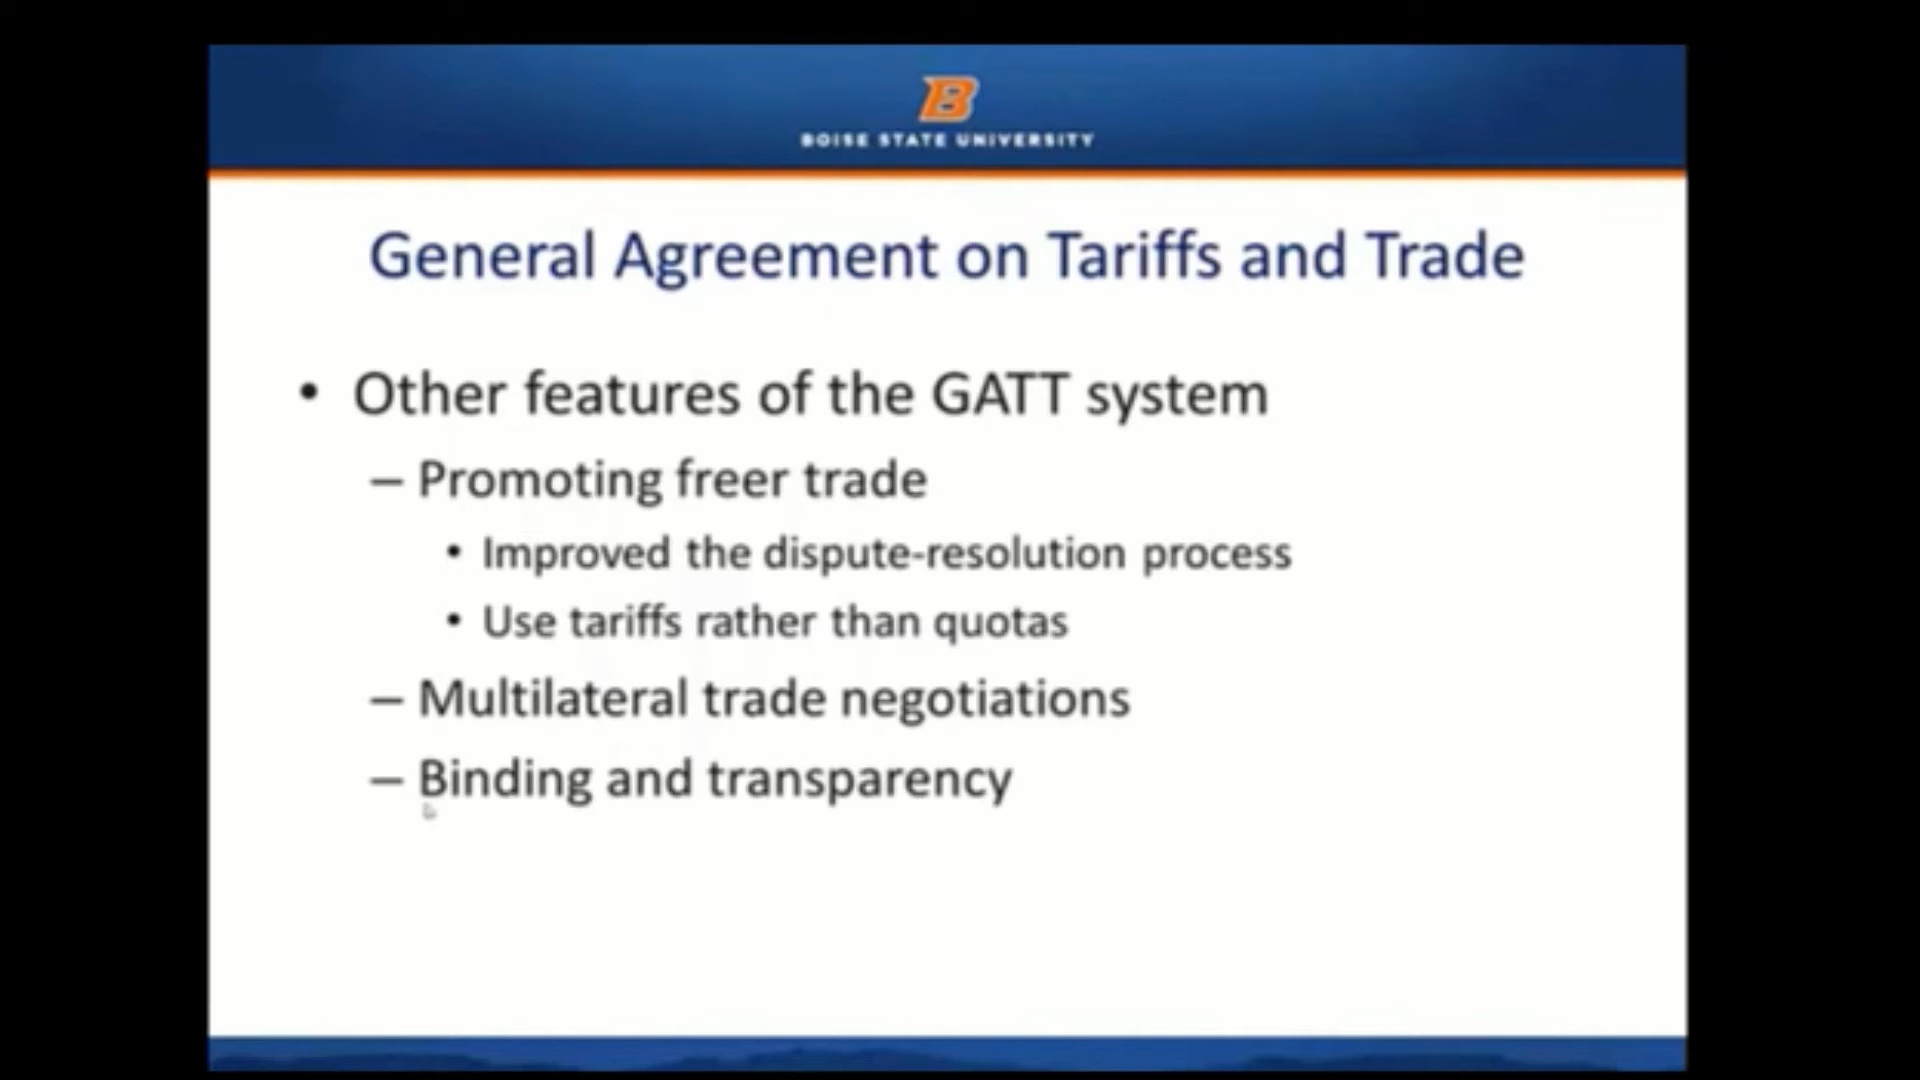 B
BOISE STATE UNIVERSITY
General Agreement on Tariffs and Trade
• Other features of the GATT system
– Promoting freer trade
• Improved the dispute-resolution process
• Use tariffs rather than quotas
– Multilateral trade negotiations
– Binding and transparency